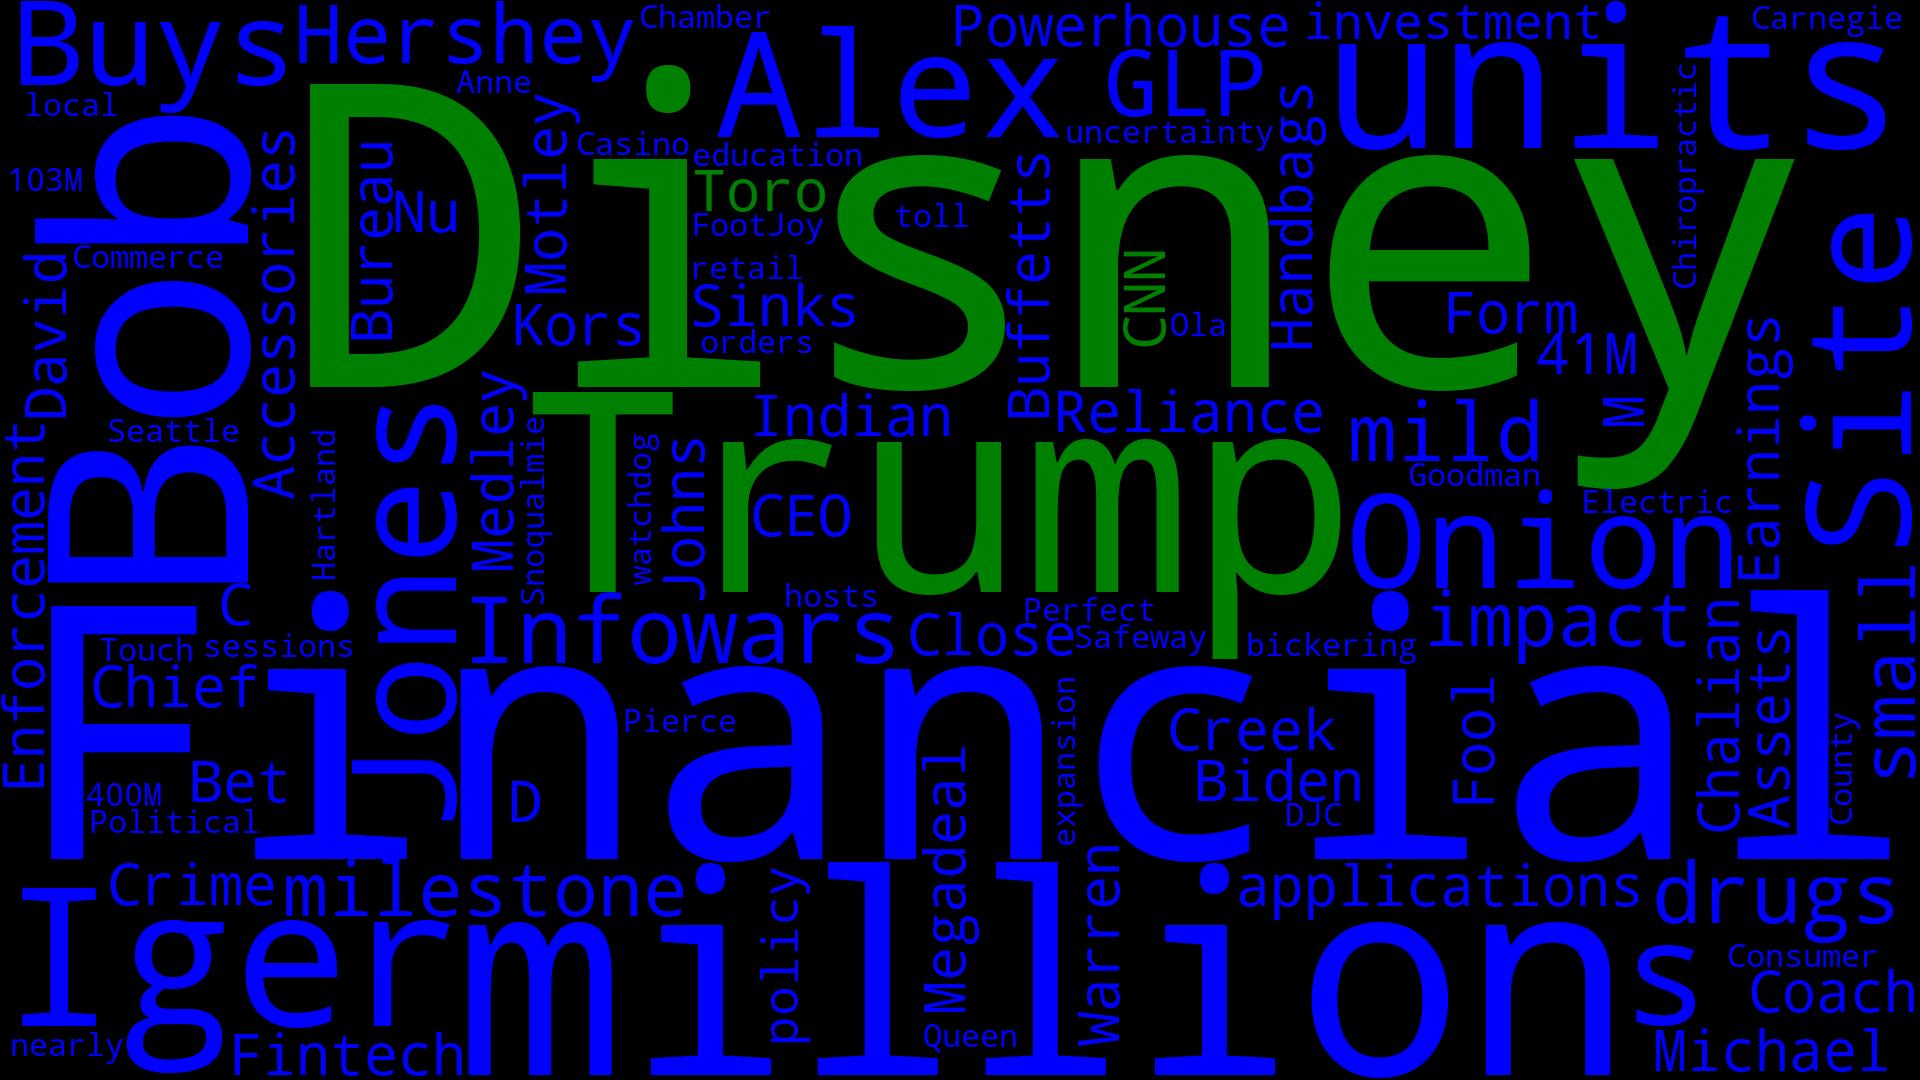 Buys
Hershey
Chamber
Alex
Powerhouse
investment
Carnegie
local
Anne
GLP
units
103M
Bob
Accessories
Disney
Bureau
Nu
Motley
Casino
education
uncertainty
Toro
FootJoy
toll
Buffetts
Handbags
Chiropractic
Commerce
David
retail
Kors
Sinks
orders
CNN
Ola
Form
41M
M
Site
Earnings
Seattle
Enforcement
Hartland
Jones
Medley
Snoqualmie
Trump
watchdog
Johns
Indian
CEO
Reliance
mild
Goodman
Onion
Electric
C
Infowars
hosts
Close
Perfect
Safeway
bickering
impact
small
Touch
sessions
Chief
Financial
Pierce
expansion
Creek
Biden
DJC
Fool
Chalian
Assets
County
400M
Political
Bet
D
Megadeal
Crime
milestone
policy
Warren
applications
drugs
Iger
millions
Consumer
Coach
nearly
Fintech
Queen
Michael